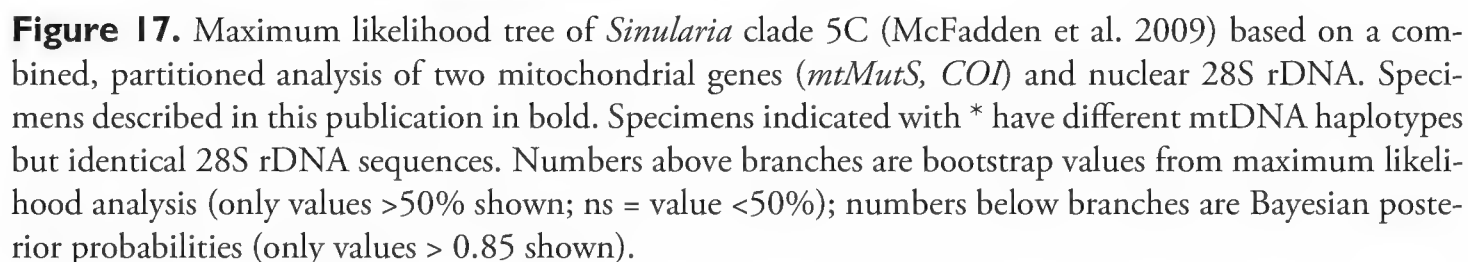 Figure 17. Maximum likelihood tree of Sinularia clade 5C (McFadden et al. 2009) based on a com-
bined, partitioned analysis of two mitochondrial genes (mtMutS, COI) and nuclear 28S rDNA. Speci-
mens described in this publication in bold. Specimens indicated with * have different mtDNA haplotypes
but identical 28S rDNA sequences. Numbers above branches are bootstrap values from maximum likeli-
hood analysis (only values >50% shown; ns = value <50%); numbers below branches are Bayesian poste-
rior probabilities (only values > 0.85 shown).